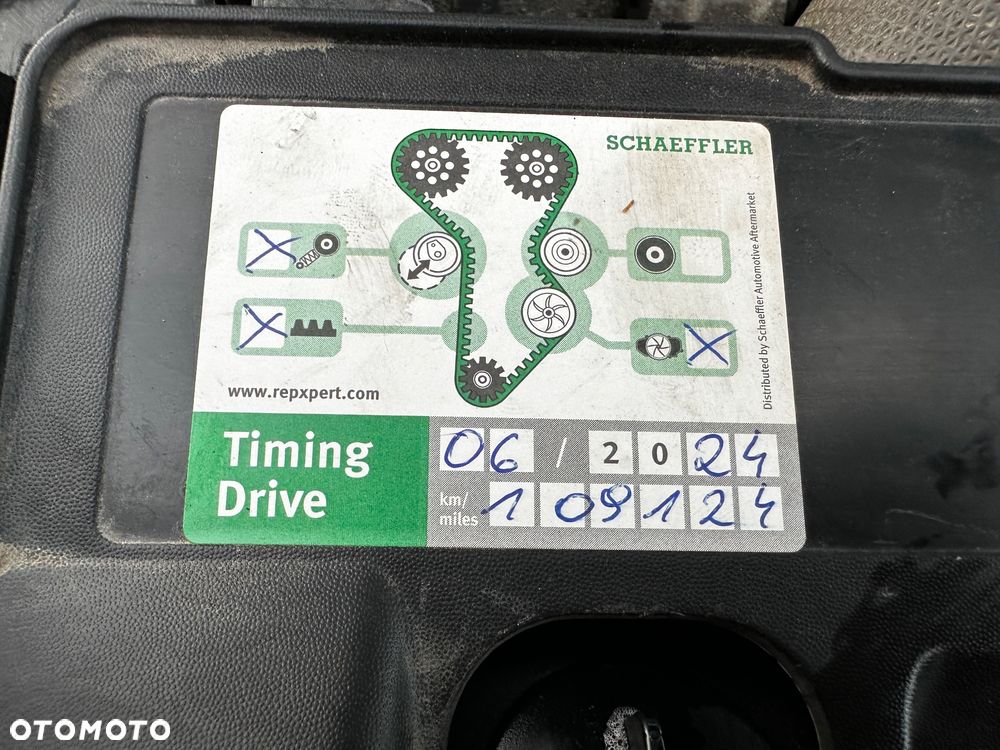 SCHAEFFLER
Distributed by Schaeffler Automotive Aftermarket
www.repxpert.com
Timing
Drive
06 / 2024
km/
miles
109124
OTOMOTO